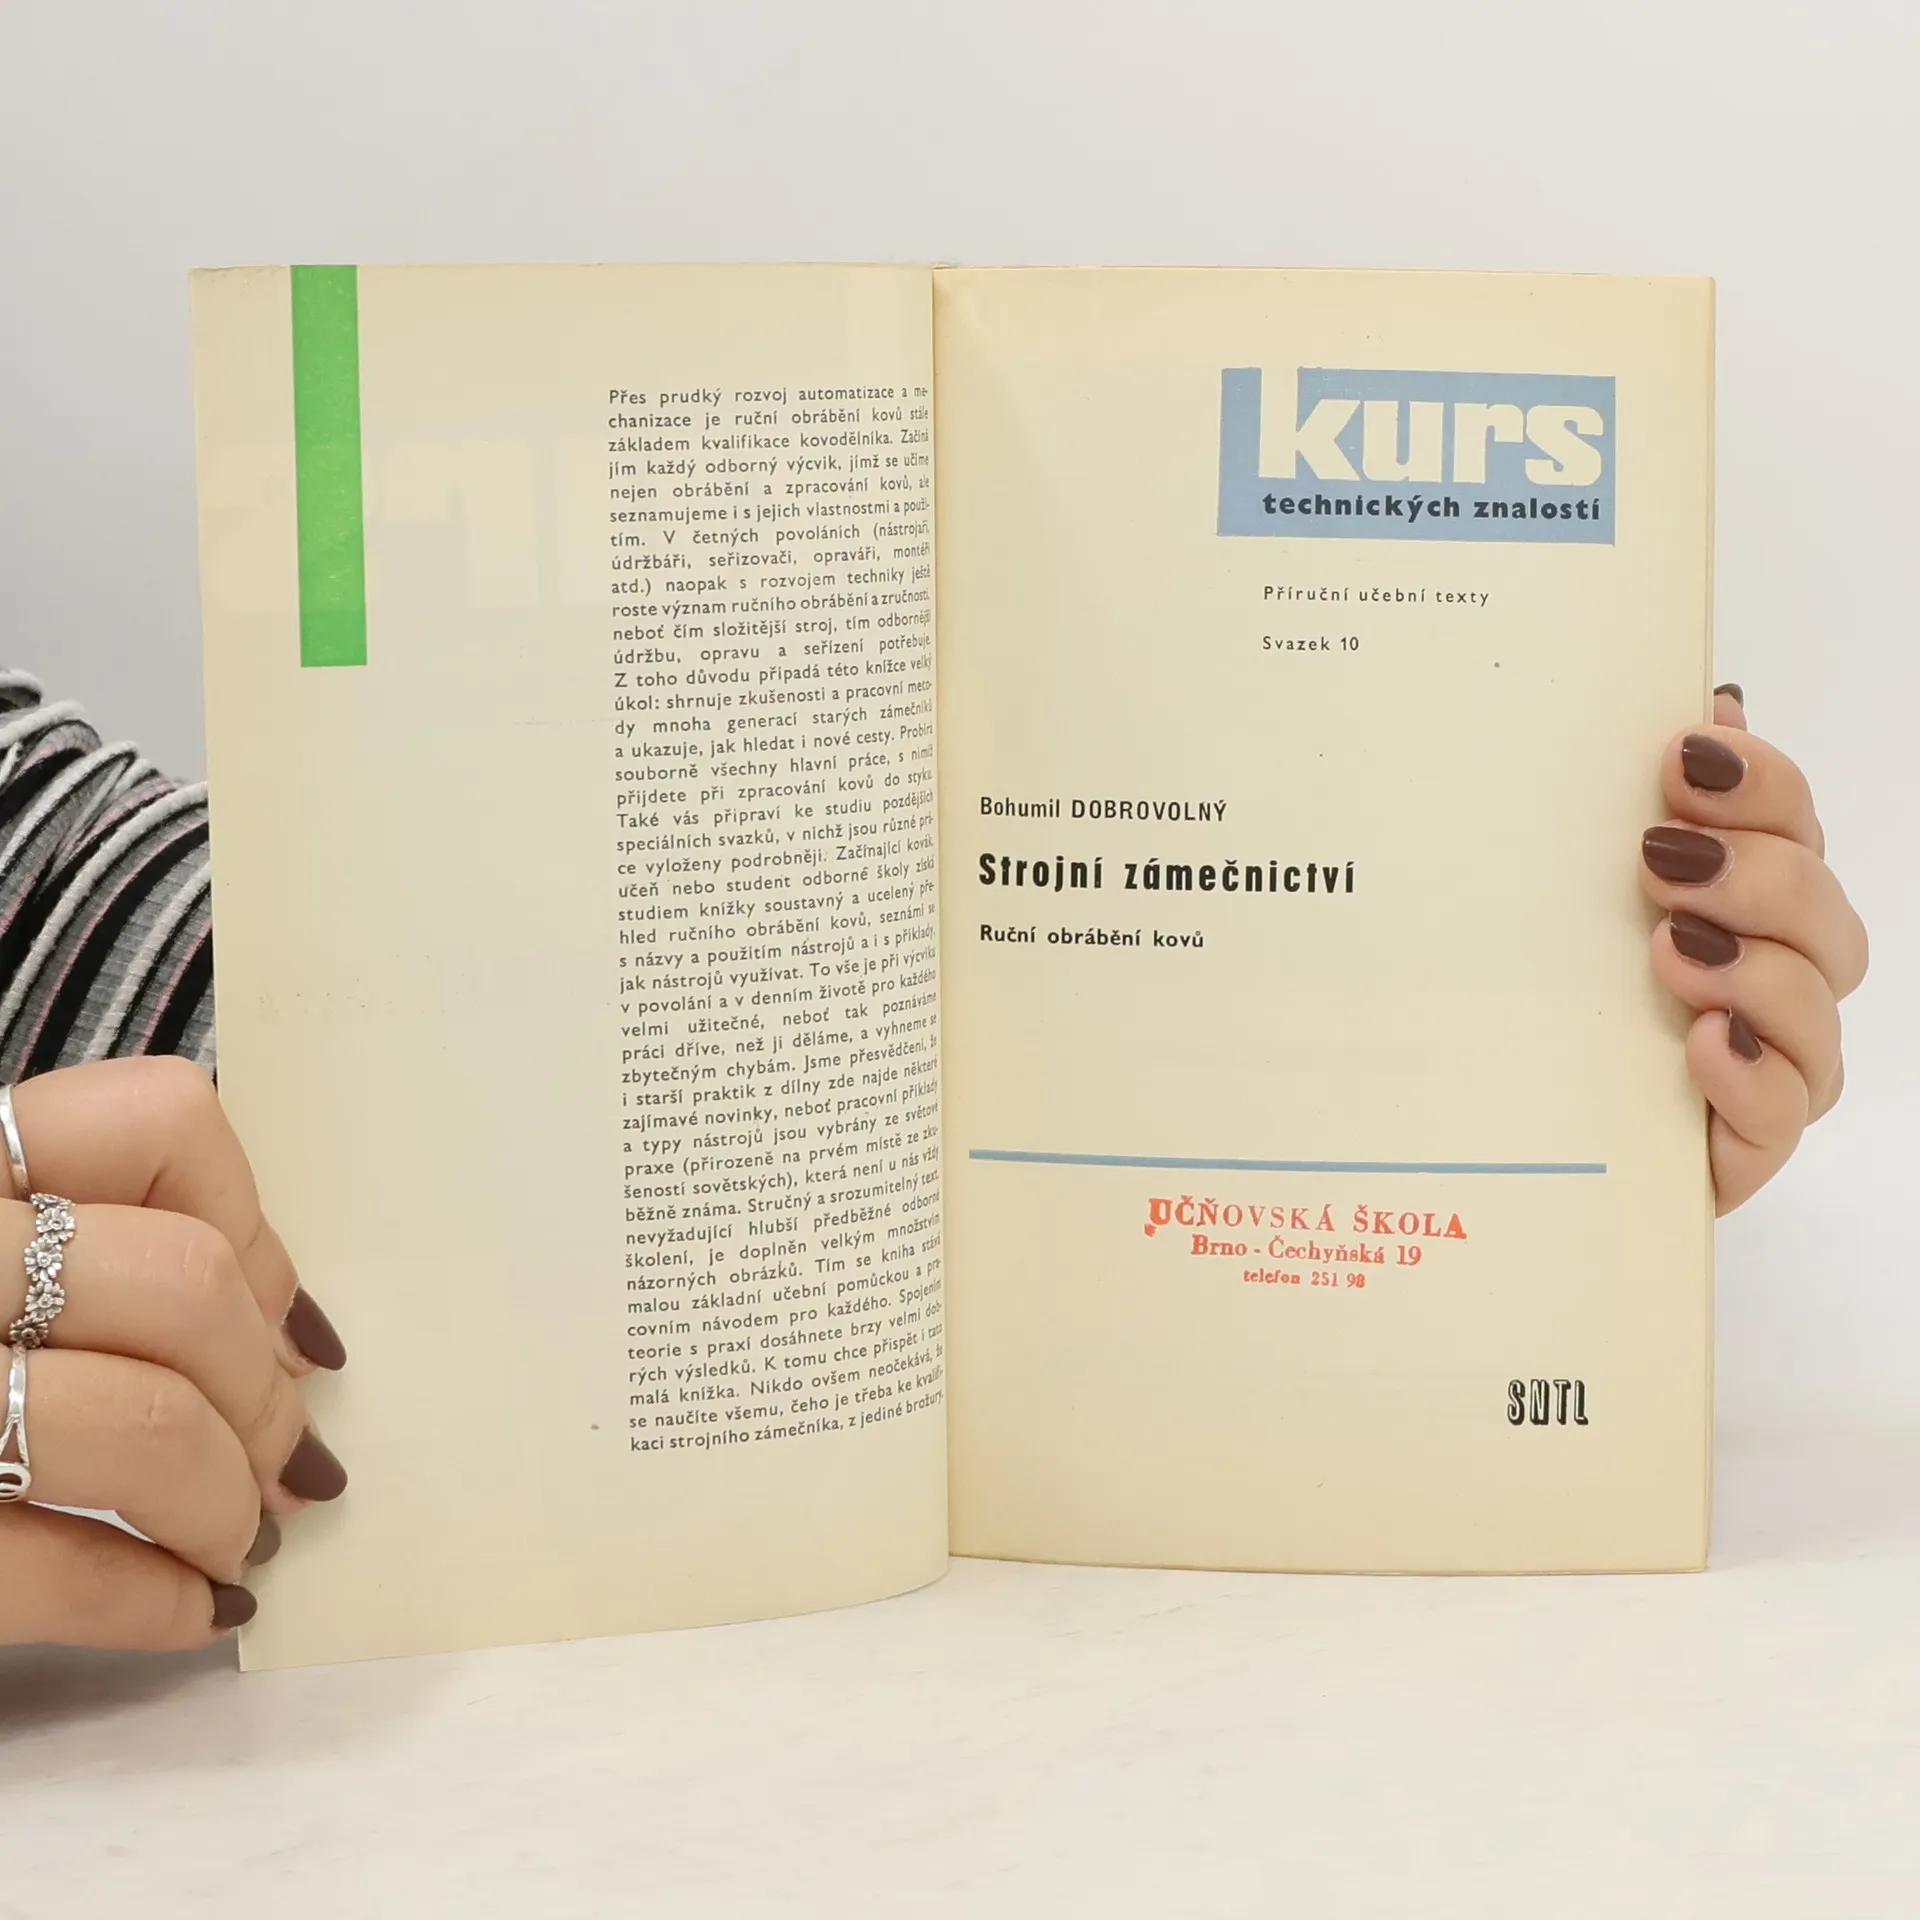 Přes prudký rozvoj automatizace a me-
chanizace je ruční obrábění kovů stále
základem kvalifikace kovodělníka. Začíná
jím každý odborný výcvik, jímž se učíme
nejen obrábění a zpracování kovů, ale
seznamujeme i s jejich vlastnostmi a použi-
tím. V četných povoláních (nástrojaři,
údržbáři, seřizovači, opraváři, montéři
atd.) naopak s rozvojem techniky ještě
roste význam ručního obrábění a zručnosti,
neboť čím složitější stroj, tím odbornější
údržbu, opravu a seřízení potřebuje.
Z toho důvodu připadá této knížce velký
úkol: shrnuje zkušenosti a pracovní meto-
dy mnoha generací starých zámečníků
a ukazuje, jak hledat i nové cesty. Probírá
souborně všechny hlavní práce, s nimiž
přijdete při zpracování kovů do styku.
Také vás připraví ke studiu pozdějších
speciálních svazků, v nichž jsou různé prá-
ce vyloženy podrobněji. Začínající kovák,
učeň nebo student odborné školy získá
studiem knížky soustavný a ucelený pře-
hled ručního obrábění kovů, seznámí se
s názvy a použitím nástrojů a i s příklady,
jak nástrojů využívat. To vše je při výcviku
v povolání a v denním životě pro každého
velmi užitečné, neboť tak poznáváme
práci dříve, než ji děláme, a vyhneme se
zbytečným chybám. Jsme přesvědčeni, že
i starší praktik z dílny zde najde některé
zajímavé novinky, neboť pracovní příklady
a typy nástrojů jsou vybrány ze světové
praxe (přirozeně na prvém místě ze zku-
šeností sovětských), která není u nás vždy
běžně známa. Stručný a srozumitelný text,
nevyžadující hlubší předběžné odborné
školení, je doplněn velkým množstvím
názorných obrázků. Tím se kniha stává
malou základní učební pomůckou a pra-
covním návodem pro každého. Spojením
teorie s praxí dosáhnete brzy velmi dob-
rých výsledků. K tomu chce přispět i tato
malá knížka. Nikdo ovšem neočekává, že
se naučíte všemu, čeho je třeba ke kvalifi-
kaci strojního zámečníka, z jediné brožury.
kurs
technických znalostí
Příruční učební texty
Svazek 10
Bohumil DOBROVOLNÝ
Strojní zámečnictví
Ruční obrábění kovů
UČŇOVSKÁ ŠKOLA
Brno - Čechyňská 19
telefon 251 98
SNTL